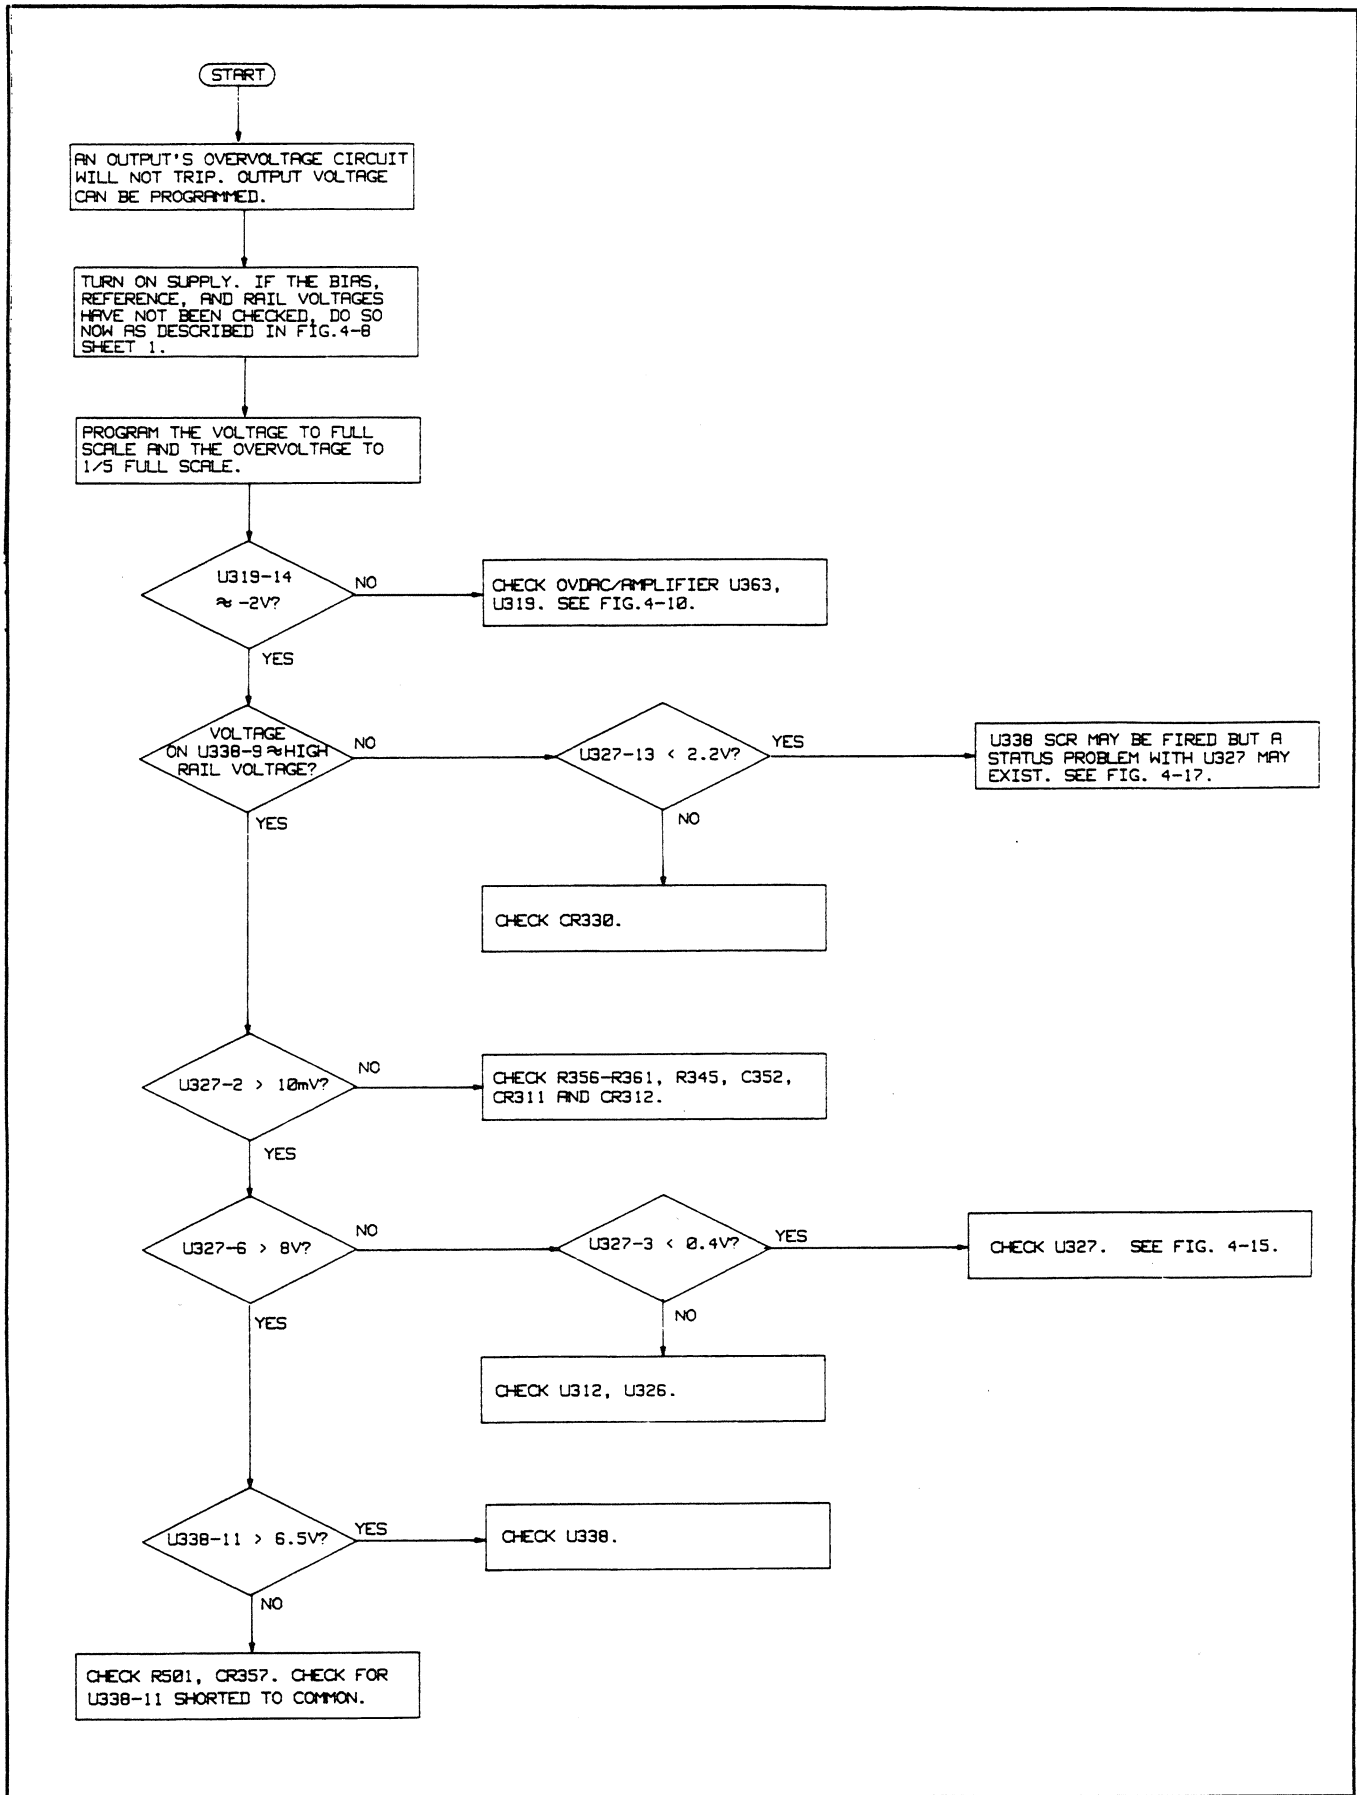 START
AN OUTPUT'S OVERVOLTAGE CIRCUIT
WILL NOT TRIP. OUTPUT VOLTAGE
CAN BE PROGRAMMED.
TURN ON SUPPLY. IF THE BIAS,
REFERENCE, AND RAIL VOLTAGES
HAVE NOT BEEN CHECKED, DO SO
NOW AS DESCRIBED IN FIG.4-8
SHEET 1.
PROGRAM THE VOLTAGE TO FULL
SCALE AND THE OVERVOLTAGE TO
1/5 FULL SCALE.
U319-14
≈ -2V?
NO
CHECK OVDAC/AMPLIFIER U363,
U319. SEE FIG.4-10.
YES
VOLTAGE
ON U338-9 ≈ HIGH
RAIL VOLTAGE?
NO
U327-13 < 2.2V?
YES
U338 SCR MAY BE FIRED BUT A
STATUS PROBLEM WITH U327 MAY
EXIST. SEE FIG. 4-17.
YES
NO
CHECK CR330.
U327-2 > 10mV?
NO
CHECK R356-R361, R345, C352,
CR311 AND CR312.
YES
U327-6 > 8V?
NO
U327-3 < 0.4V?
YES
CHECK U327. SEE FIG. 4-15.
YES
NO
CHECK U312, U326.
U338-11 > 6.5V?
YES
CHECK U338.
NO
CHECK R501, CR357. CHECK FOR
U338-11 SHORTED TO COMMON.